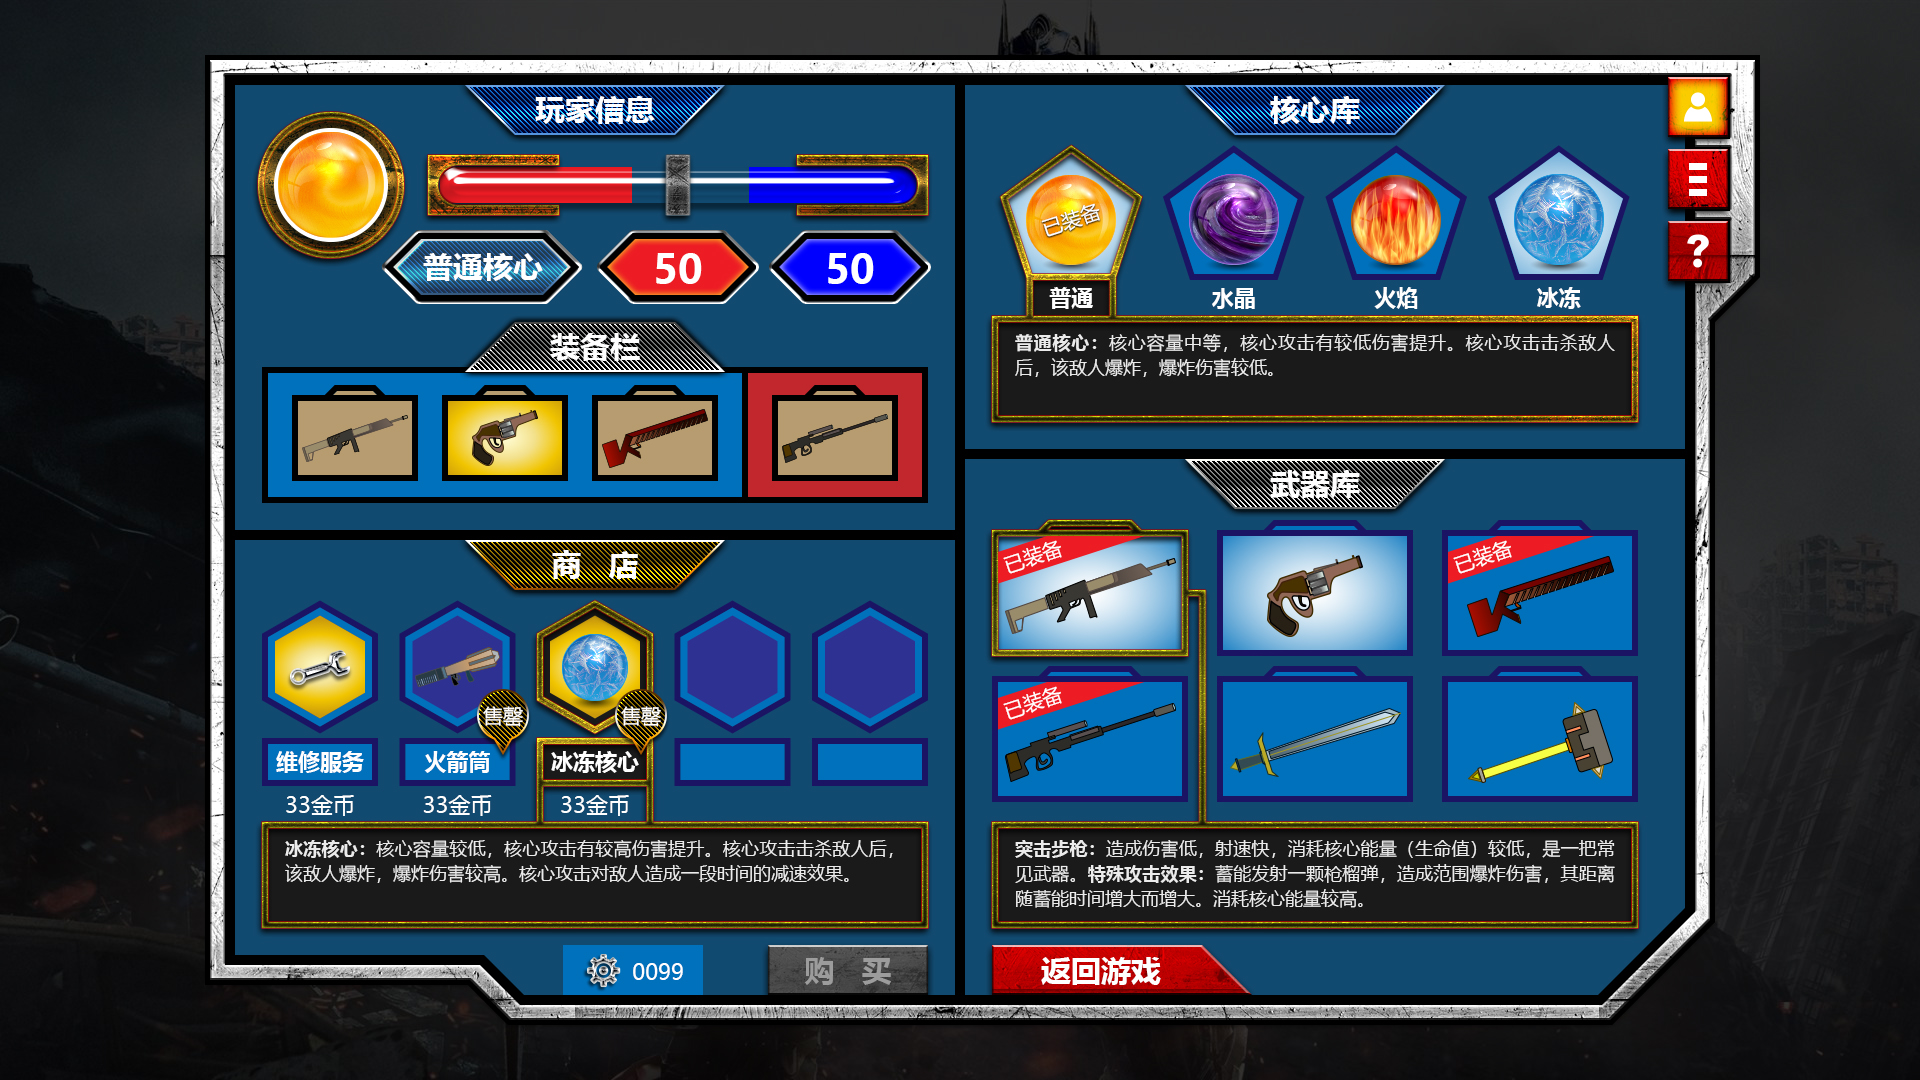 玩家信息
普通核心
50
50
装备栏
商 店
售罄
售罄
维修服务
火箭筒
冰冻核心
33金币
33金币
33金币
冰冻核心：核心容量较低，核心攻击有较高伤害提升。核心攻击击杀敌人后，
该敌人爆炸，爆炸伤害较高。核心攻击对敌人造成一段时间的减速效果。
0099
购 买
核心库
已装备
普通
水晶
火焰
冰冻
普通核心：核心容量中等，核心攻击有较低伤害提升。核心攻击击杀敌人
后，该敌人爆炸，爆炸伤害较低。
武器库
已装备
已装备
已装备
突击步枪：造成伤害低，射速快，消耗核心能量（生命值）较低，是一把常
见武器。特殊攻击效果：蓄能发射一颗枪榴弹，造成范围爆炸伤害，其距离
随蓄能时间增大而增大。消耗核心能量较高。
返回游戏
?